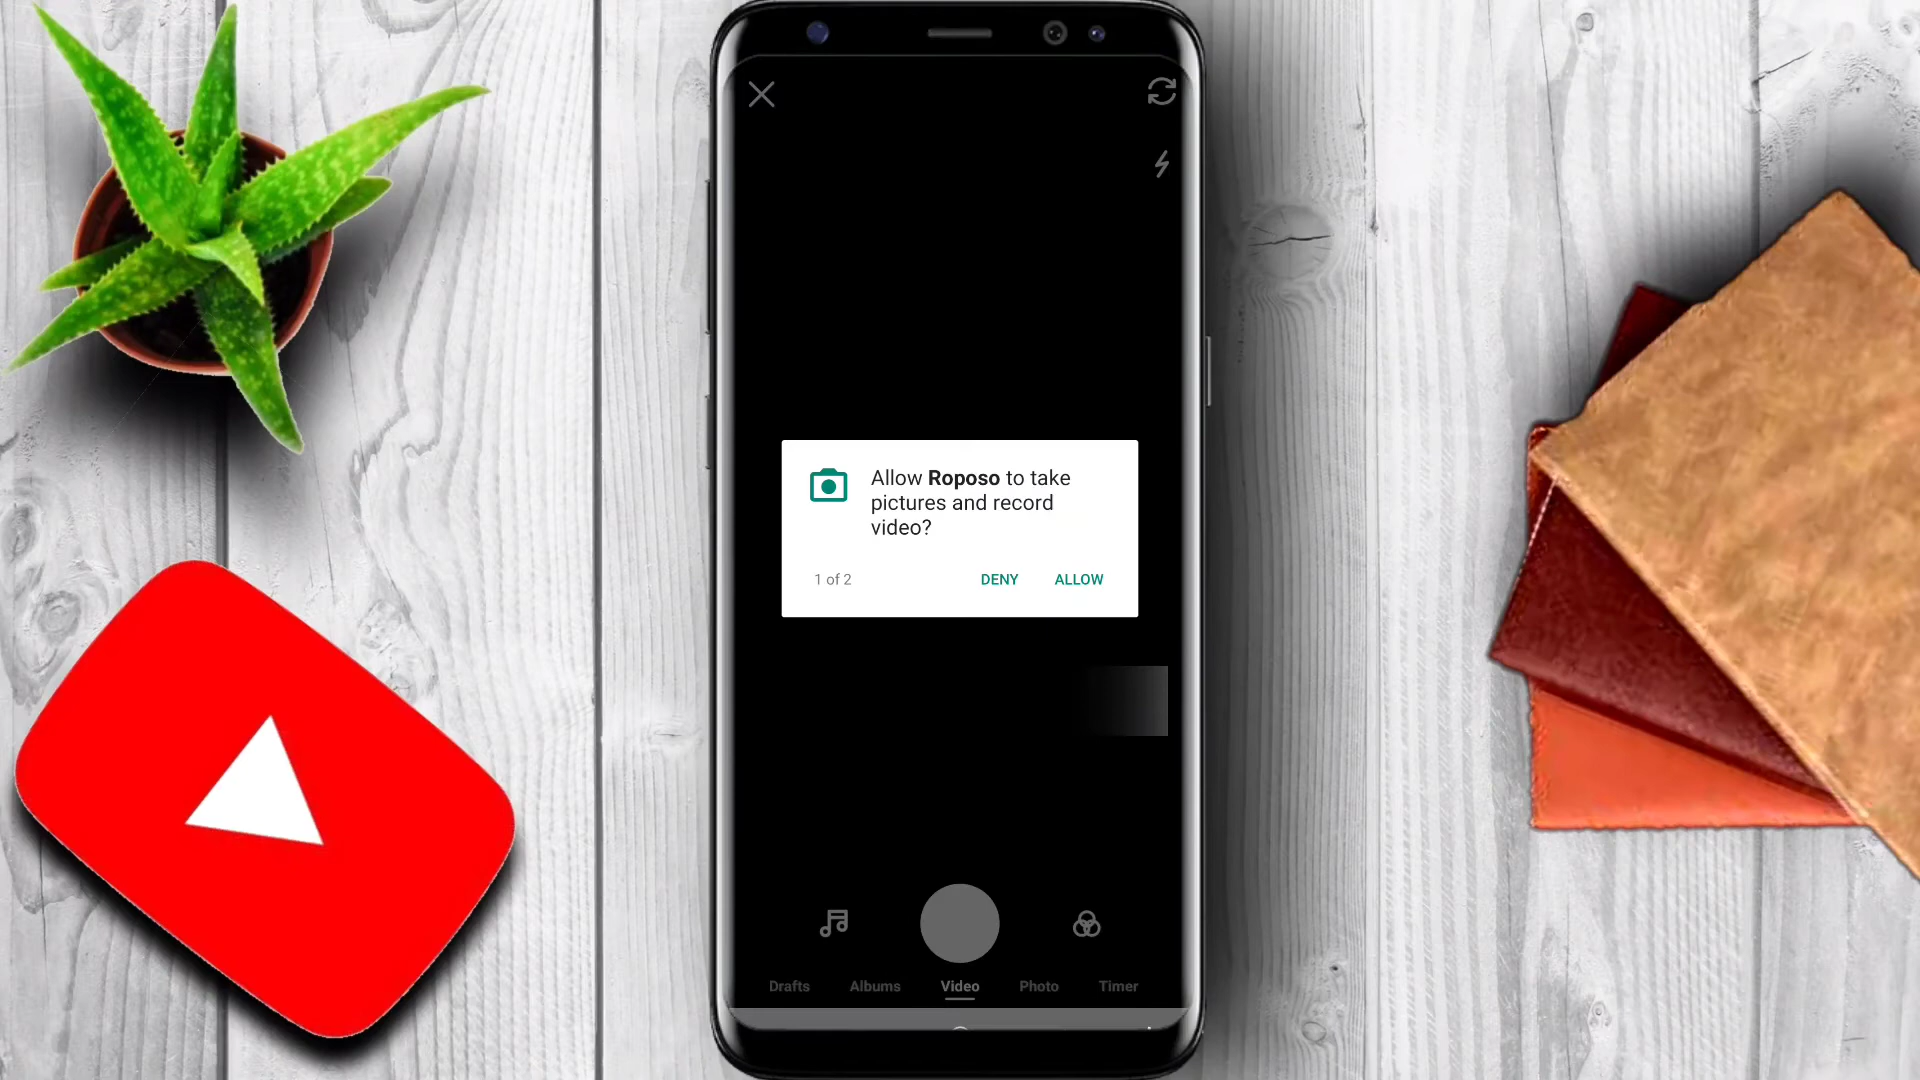 Allow Roposo to take
pictures and record
video?
1 of 2
DENY
ALLOW
Drafts
Albums
Video
Photo
Timer